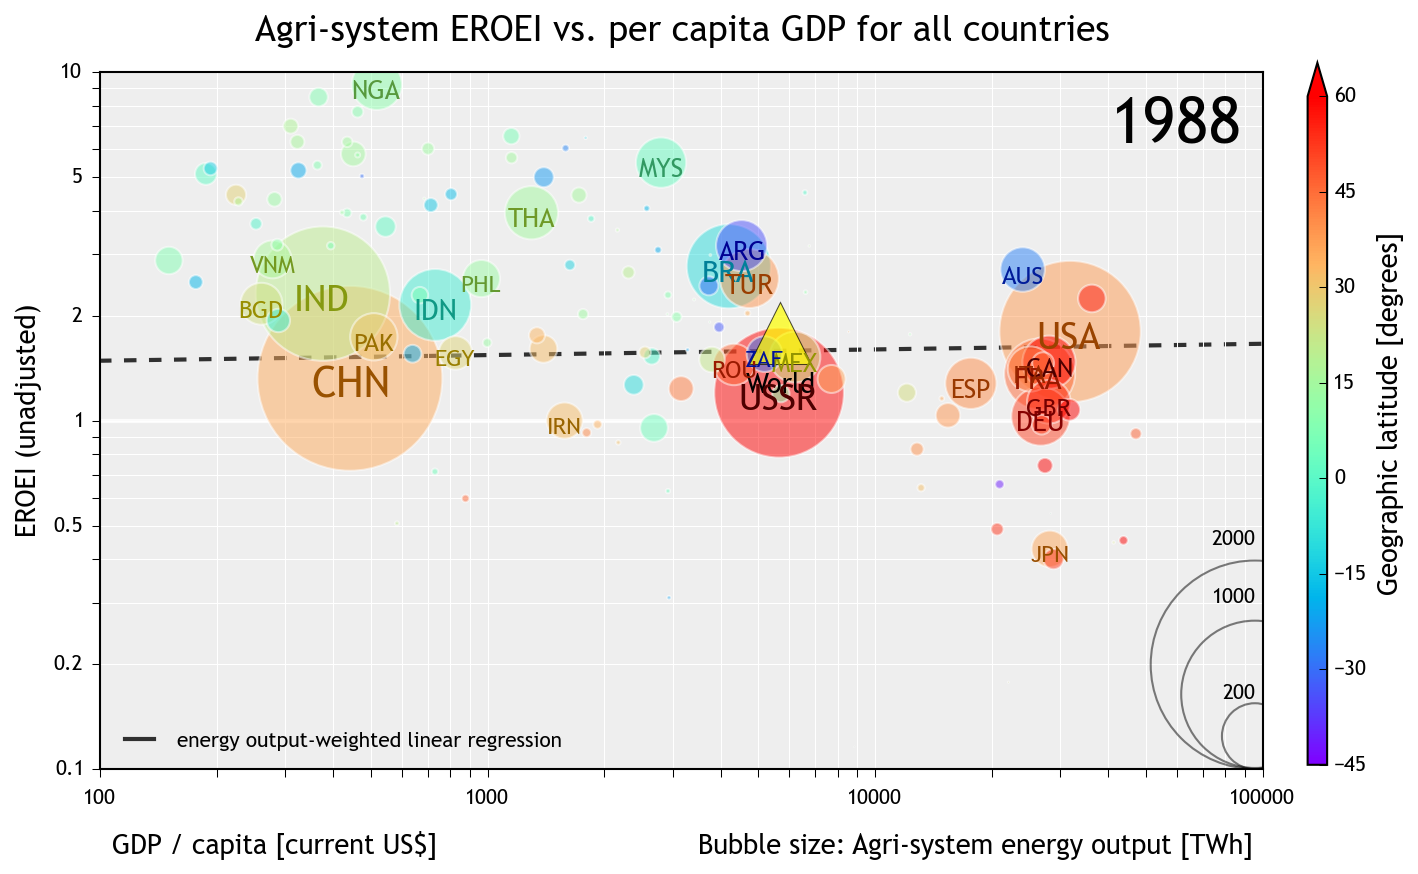 Agri-system EROEI vs. per capita GDP for all countries
1988
EROEI (unadjusted)
10
5
2
1
0.5
0.2
0.1
100
1000
10000
100000
GDP / capita [current US$]
Bubble size: Agri-system energy output [TWh]
NGA
MYS
THA
ARG
BRA
TUR
AUS
VNM
PHL
IND
BGD
IDN
PAK
EGY
CHN
IRN
ROU
ZAF
MEX
World
USSR
USA
ESP
FRA
CAN
GBR
DEU
JPN
2000
1000
200
energy output-weighted linear regression
60
45
30
15
0
−15
−30
−45
Geographic latitude [degrees]